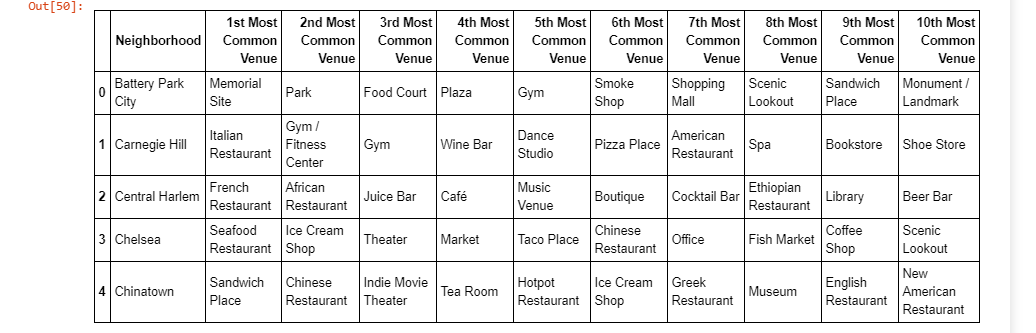 Out[50]:
Neighborhood 1st Most Common Venue 2nd Most Common Venue 3rd Most Common Venue 4th Most Common Venue 5th Most Common Venue 6th Most Common Venue 7th Most Common Venue 8th Most Common Venue 9th Most Common Venue 10th Most Common Venue
0 Battery Park City Memorial Site Park Food Court Plaza Gym Smoke Shop Shopping Mall Scenic Lookout Sandwich Place Monument / Landmark
1 Carnegie Hill Italian Restaurant Gym / Fitness Center Gym Wine Bar Dance Studio Pizza Place American Restaurant Spa Bookstore Shoe Store
2 Central Harlem French Restaurant African Restaurant Juice Bar Café Music Venue Boutique Cocktail Bar Ethiopian Restaurant Library Beer Bar
3 Chelsea Seafood Restaurant Ice Cream Shop Theater Market Taco Place Chinese Restaurant Office Fish Market Coffee Shop Scenic Lookout
4 Chinatown Sandwich Place Chinese Restaurant Indie Movie Theater Tea Room Hotpot Restaurant Ice Cream Shop Greek Restaurant Museum English Restaurant New American Restaurant